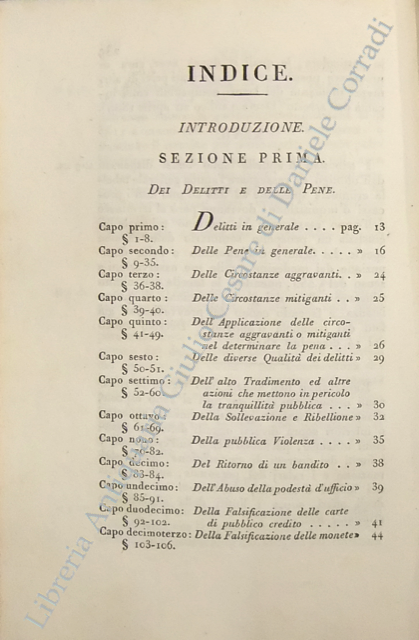 INDICE.
INTRODUZIONE.
SEZIONE PRIMA.
DEI DELITTI E DELLE PENE.
Capo primo: Delitti in generale . . . . pag. 13
§ 1-8.
Capo secondo: Delle Pene in generale. . . . . » 16
§ 9-35.
Capo terzo: Delle Circostanze aggravanti. . » 24
§ 36-38.
Capo quarto: Delle Circostanze mitiganti . . » 25
§ 39-40.
Capo quinto: Dell'Applicazione delle circo-
§ 41-49. stanze aggravanti o mitiganti
nel determinare la pena . . . » 26
Capo sesto: Delle diverse Qualità dei delitti » 29
§ 50-51.
Capo settimo: Dell' alto Tradimento ed altre
§ 52-60. azioni che mettono in pericolo
la tranquillità pubblica . . . » 30
Capo ottavo: Della Sollevazione e Ribellione » 32
§ 61-69.
Capo nono: Della pubblica Violenza . . . . » 35
§ 70-82.
Capo decimo: Del Ritorno di un bandito . . » 38
§ 83-84.
Capo undecimo: Dell'Abuso della podestà d'ufficio » 39
§ 85-91.
Capo duodecimo: Della Falsificazione delle carte
§ 92-102. di pubblico credito . . . . . » 41
Capo decimoterzo: Della Falsificazione delle monete » 44
§ 103-106.
Libreria Antiquaria Giulio Cesare di Daniele Corradi